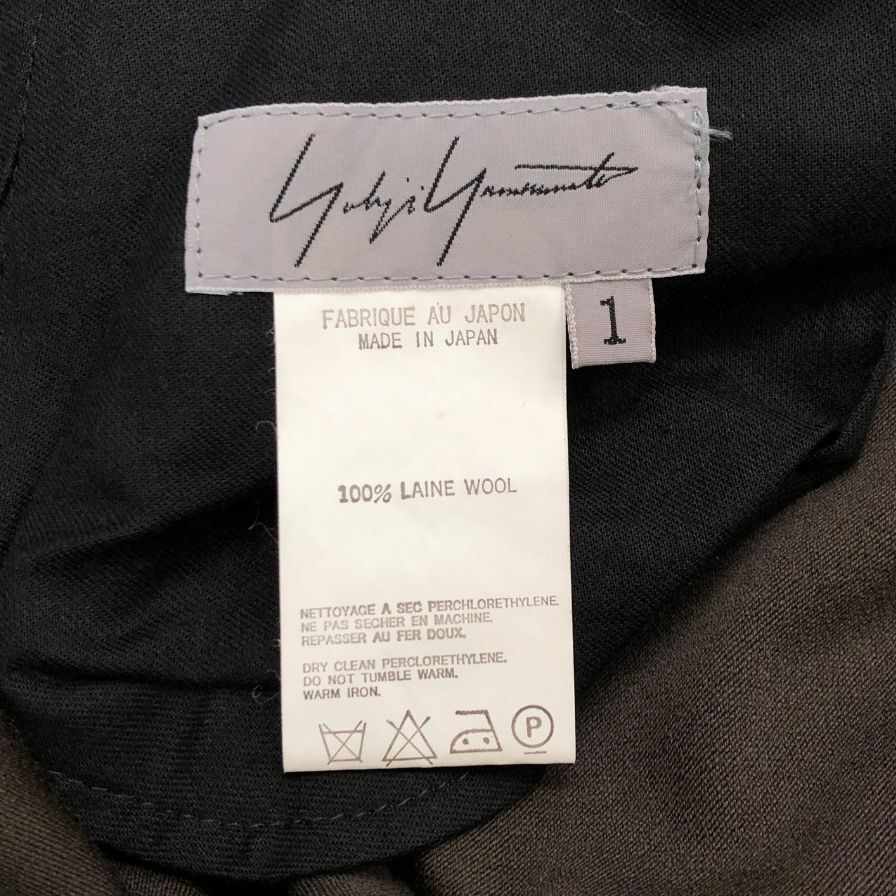 Yohji Yamamoto
FABRIQUE AU JAPON
MADE IN JAPAN
1
100% LAINE WOOL
NETTOYAGE A SEC PERCHLORETHYLENE.
NE PAS SECHER EN MACHINE.
REPASSER AU FER DOUX.
DRY CLEAN PERCLORETHYLENE.
DO NOT TUMBLE WARM.
WARM IRON.
P